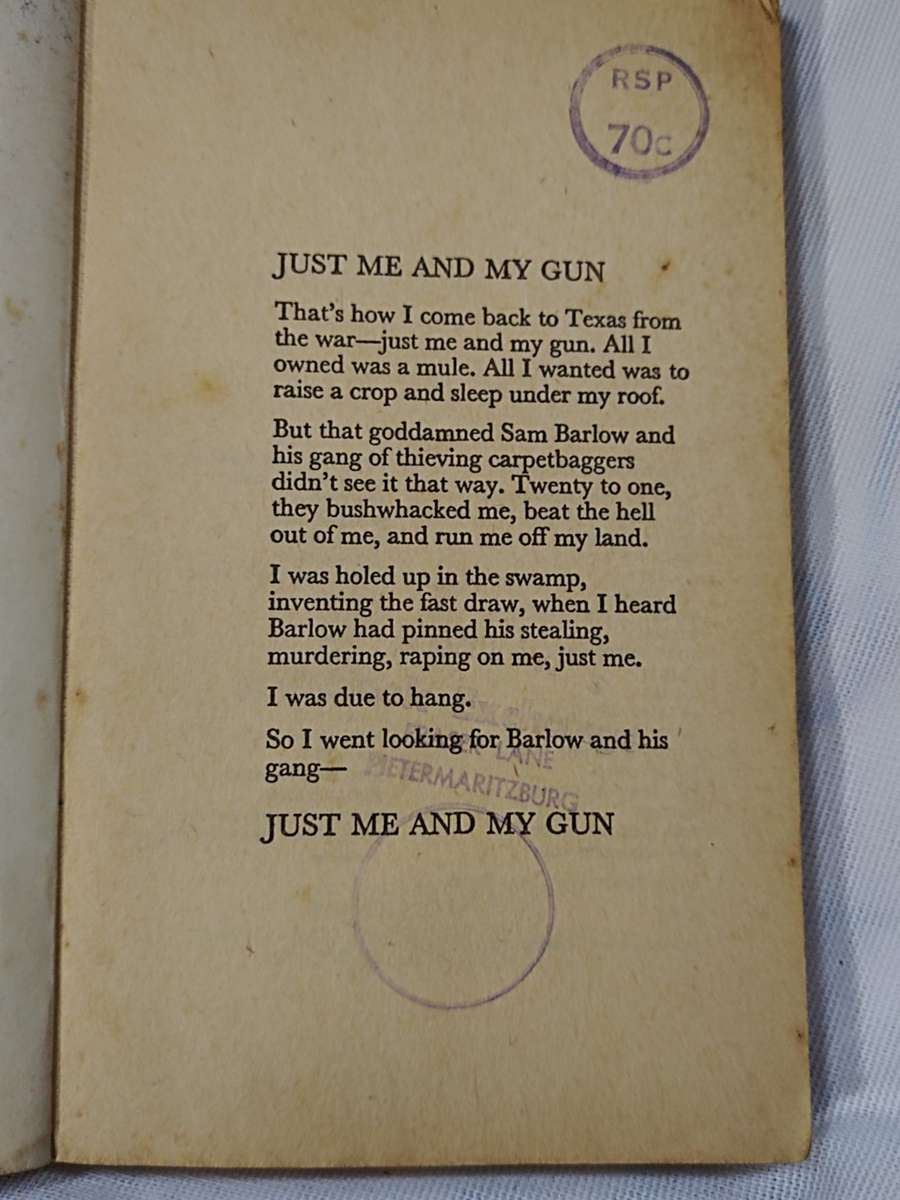 RSP
70c
JUST ME AND MY GUN
That's how I come back to Texas from
the war—just me and my gun. All I
owned was a mule. All I wanted was to
raise a crop and sleep under my roof.
But that goddamned Sam Barlow and
his gang of thieving carpetbaggers
didn't see it that way. Twenty to one,
they bushwhacked me, beat the hell
out of me, and run me off my land.
I was holed up in the swamp,
inventing the fast draw, when I heard
Barlow had pinned his stealing,
murdering, raping on me, just me.
I was due to hang.
So I went looking for Barlow and his
gang—
LANE
PIETERMARITZBURG
JUST ME AND MY GUN